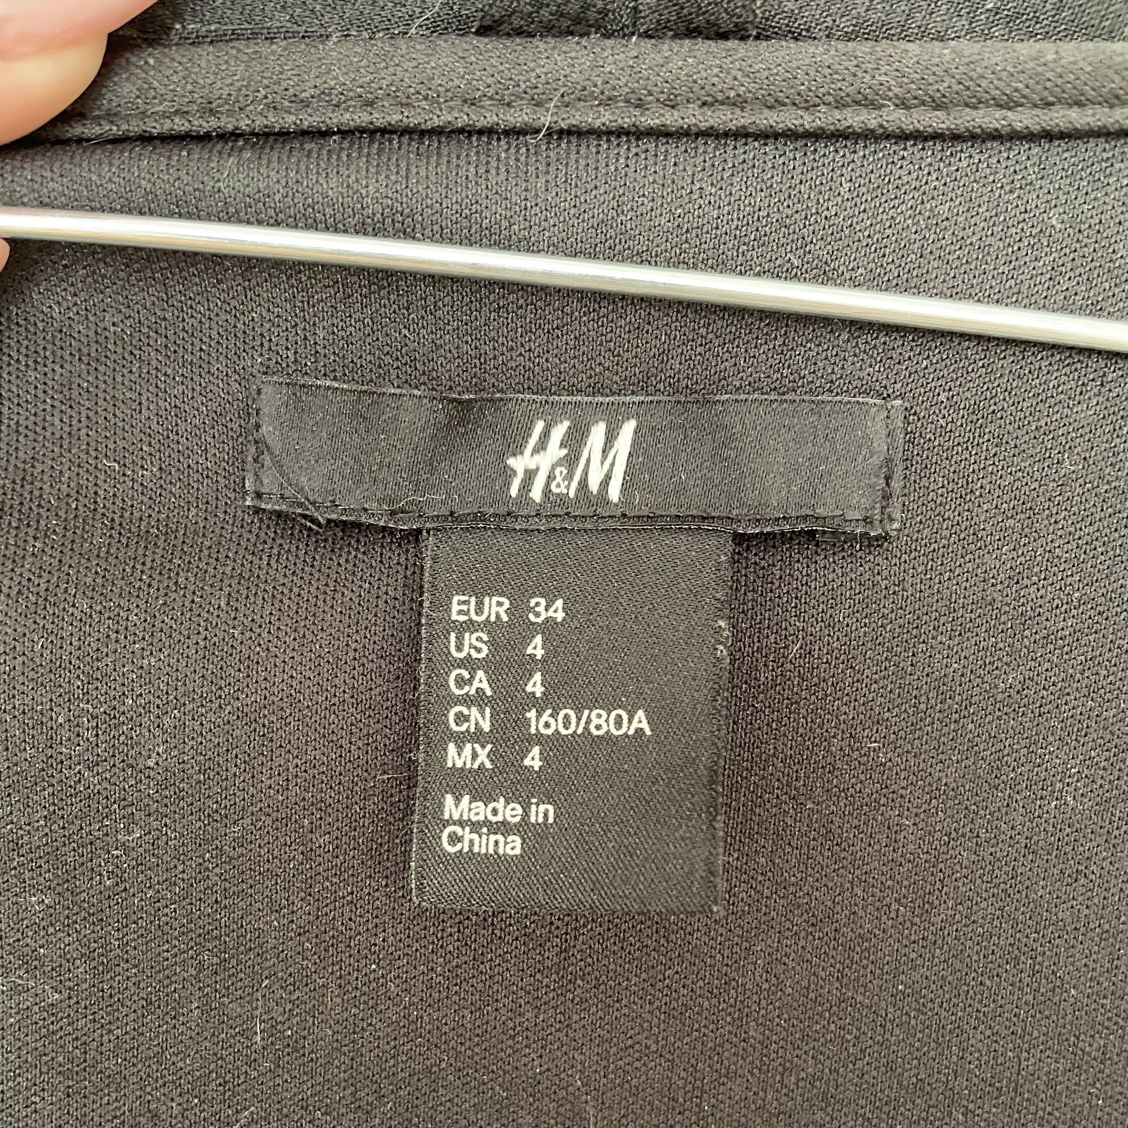 H&M
EUR 34
US 4
CA 4
CN 160/80A
MX 4
Made in
China